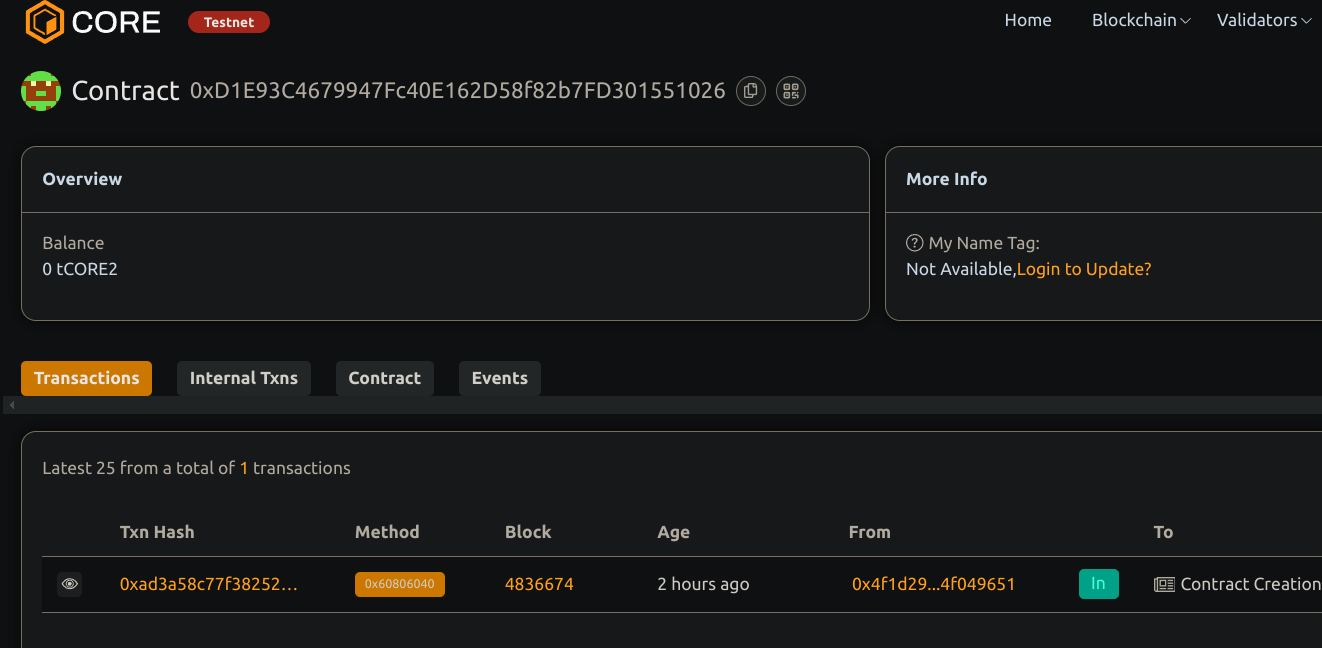 CORE Testnet Home Blockchain Validators
Contract 0xD1E93C4679947Fc40E162D58f82b7FD301551026
Overview
Balance
0 tCORE2
More Info
My Name Tag:
Not Available,Login to Update?
Transactions Internal Txns Contract Events
Latest 25 from a total of 1 transactions
Txn Hash Method Block Age From To
0xad3a58c77f38252... 0x60806040 4836674 2 hours ago 0x4f1d29...4f049651 In Contract Creation